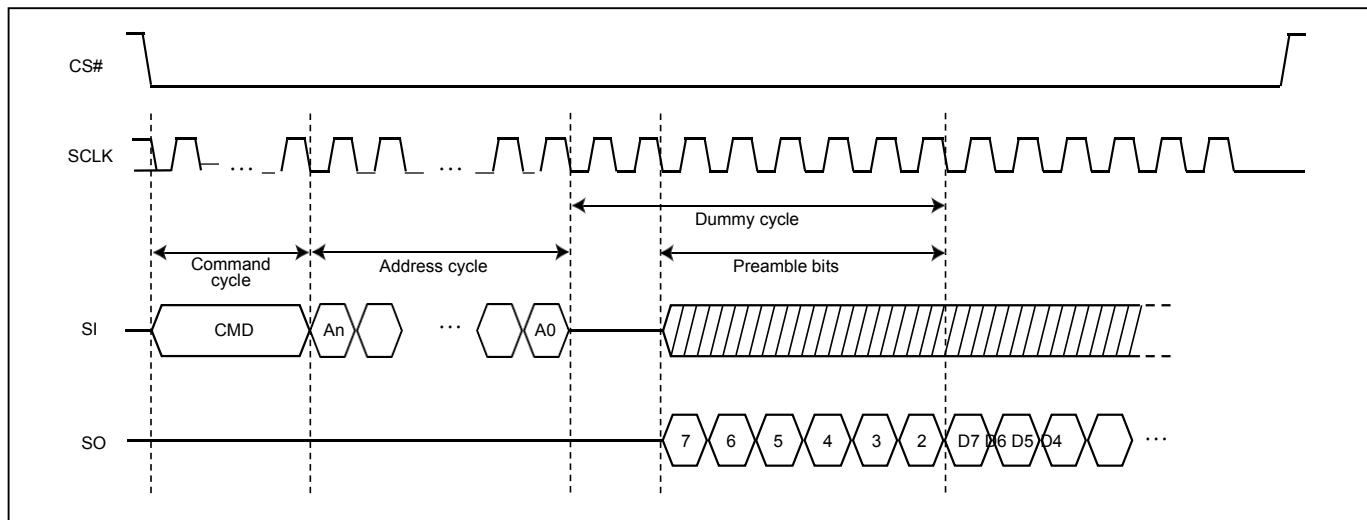 CS#
SCLK
… …
Dummy cycle
Command
cycle
Address cycle
Preamble bits
SI
CMD An … A0
SO
7 6 5 4 3 2 D7 D6 D5 D4 …